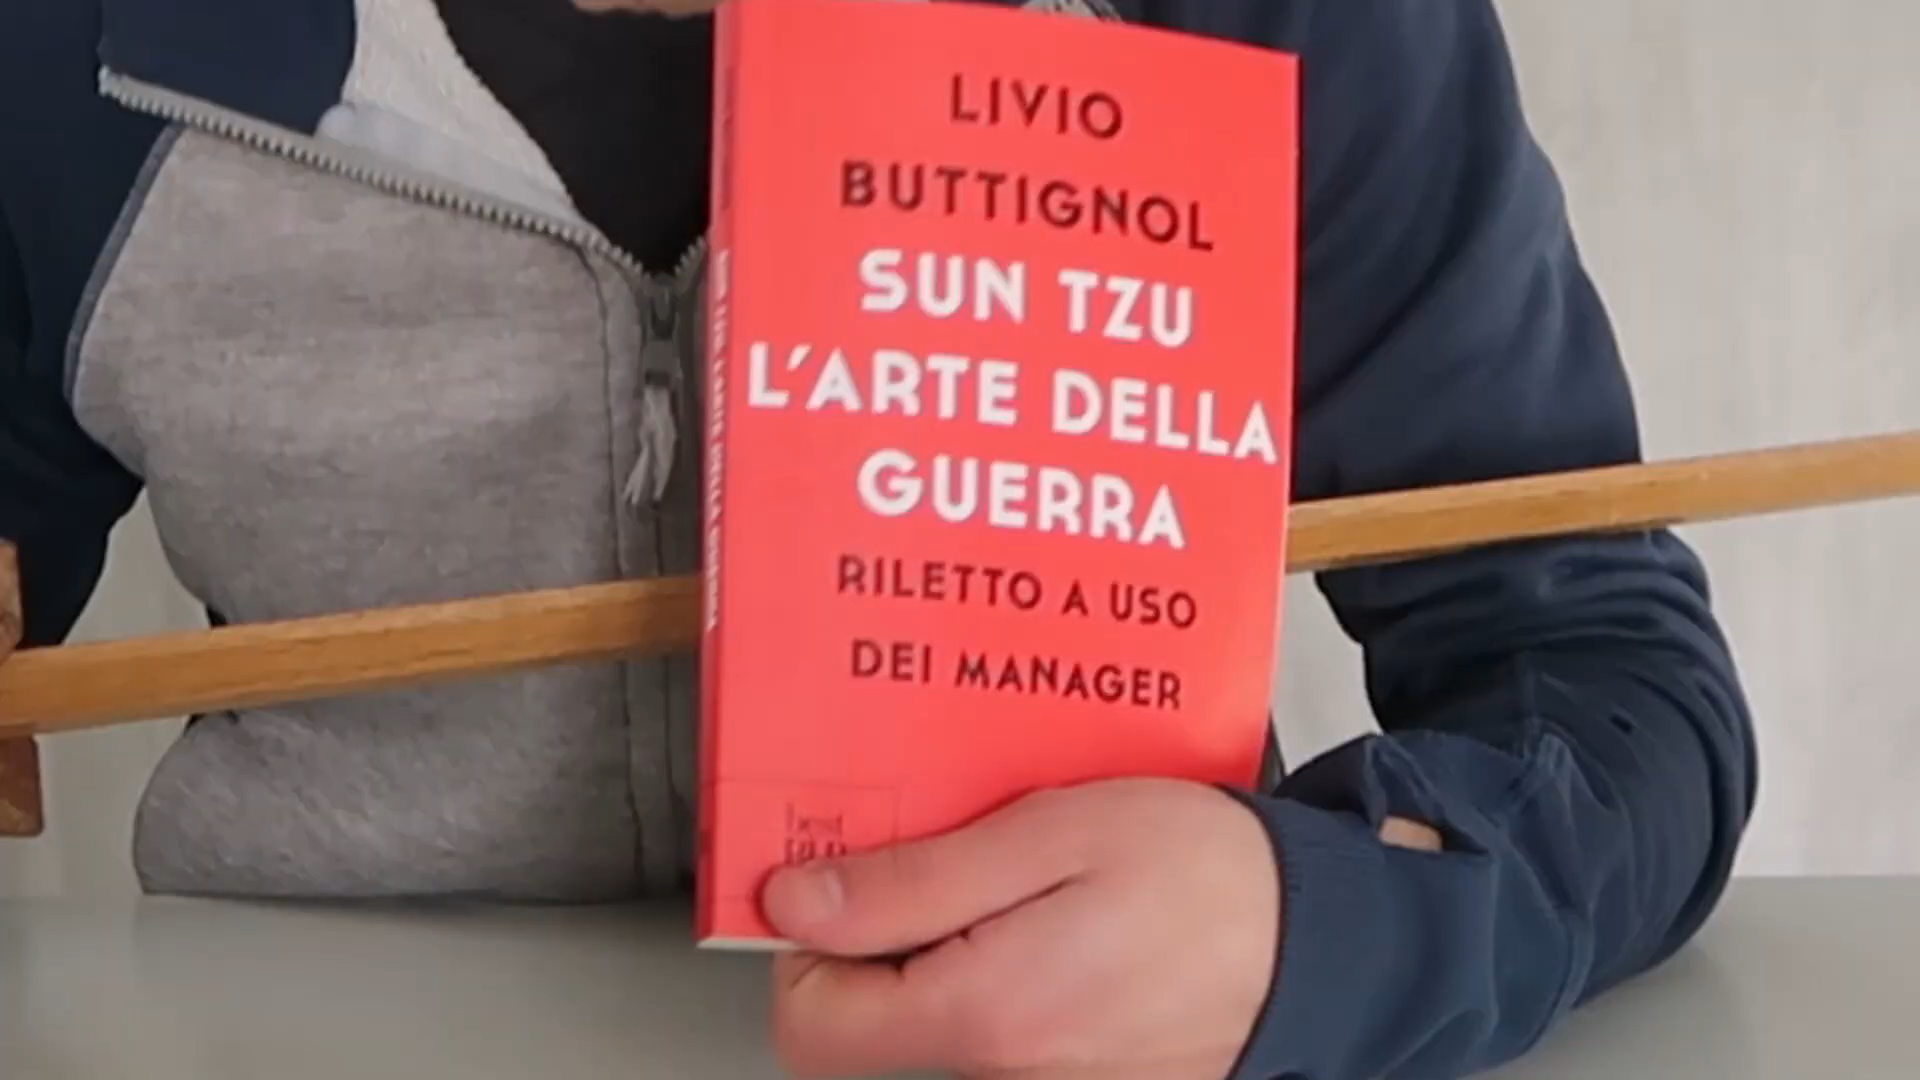 LIVIO
BUTTIGNOL
SUN TZU
L'ARTE DELLA
GUERRA
RILETTO A USO
DEI MANAGER